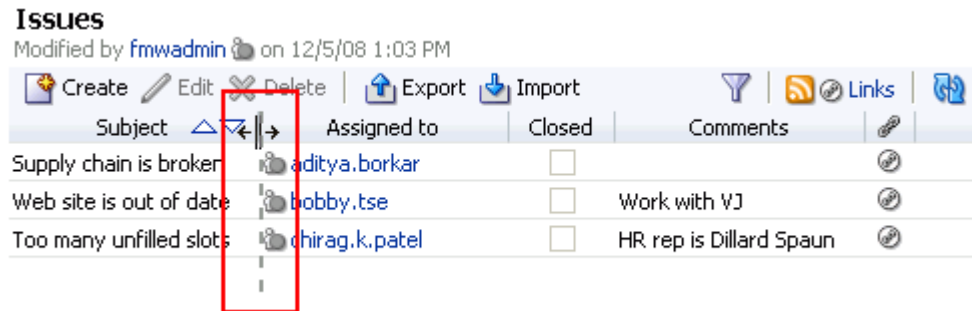 Issues
Modified by fmwadmin on 12/5/08 1:03 PM
Create Edit Delete Export Import Links
Subject Assigned to Closed Comments
Supply chain is broken aditya.borkar
Web site is out of date bobby.tse Work with VJ
Too many unfilled slots chirag.k.patel HR rep is Dillard Spaun